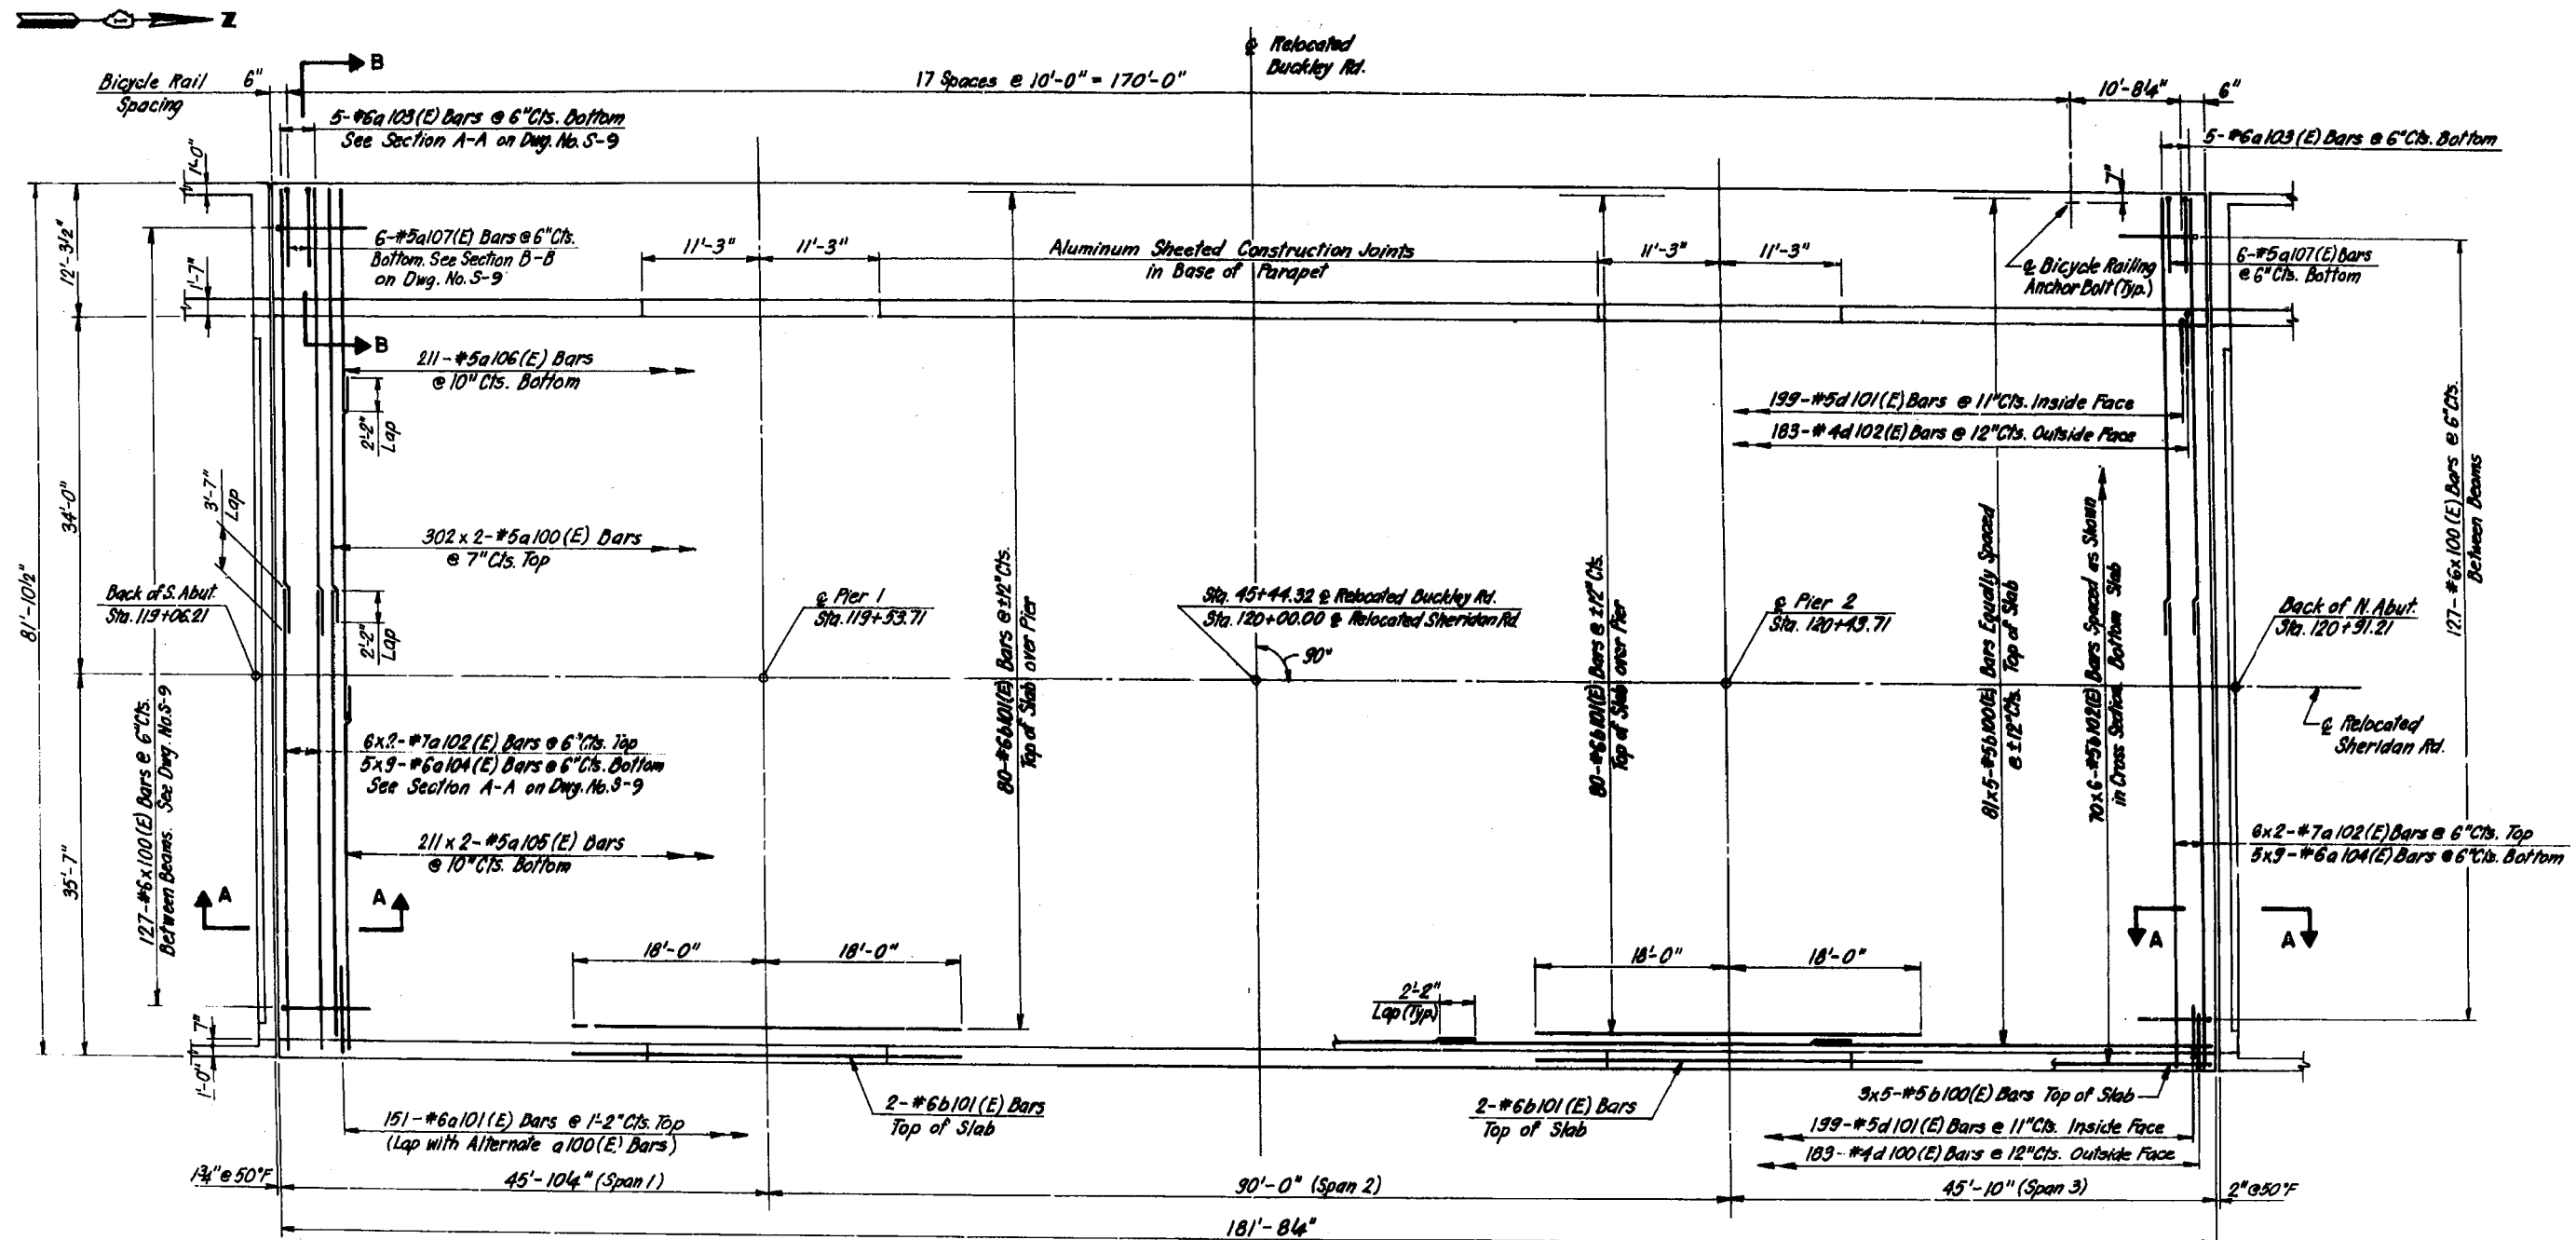 Z
B
Bicycle Rail
Spacing
6"
17 Spaces @ 10'-0" = 170'-0"
℄ Relocated
Buckley Rd.
10'-8¼"
6"
5-#6a103(E) Bars @ 6"Cts. Bottom
See Section A-A on Dwg. No. S-9
5-#6a103(E) Bars @ 6"Cts. Bottom
1'-0"
7"
81'-10½"
12'-3½"
1'-7"
34'-0"
35'-7"
6-#5a107(E) Bars @ 6"Cts.
Bottom. See Section B-B
on Dwg. No. S-9
11'-3"
11'-3"
Aluminum Sheeted Construction Joints
in Base of Parapet
11'-3"
11'-3"
℄ Bicycle Railing
Anchor Bolt (Typ.)
6-#5a107(E) Bars
@ 6"Cts. Bottom
B
211-#5a106(E) Bars
@ 10"Cts. Bottom
2'-2"
Lap
199-#5d101(E) Bars @ 11"Cts. Inside Face
183-#4d102(E) Bars @ 12"Cts. Outside Face
3'-7"
Lap
302 x 2-#5a100(E) Bars
@ 7"Cts. Top
2'-2"
Lap
Back of S. Abut.
Sta. 119+06.21
℄ Pier 1
Sta. 119+53.71
Sta. 45+44.32 ℄ Relocated Buckley Rd.
Sta. 120+00.00 ℄ Relocated Sheridan Rd.
90°
℄ Pier 2
Sta. 120+43.71
Back of N. Abut.
Sta. 120+91.21
℄ Relocated
Sheridan Rd.
127-#6x100(E) Bars @ 6"Cts.
Between Beams. See Dwg. No. S-9
80-#6b101(E) Bars @ ±12"Cts.
Top of Slab over Pier
80-#6b101(E) Bars @ ±12"Cts.
Top of Slab over Pier
81x5-#5b100(E) Bars Equally Spaced
@ ±12"Cts. Top of Slab
70x6-#5b102(E) Bars Spaced as Shown
in Cross Section. Bottom Slab
127-#6x100(E) Bars @ 6"Cts.
Between Beams
6x2-#7a102(E) Bars @ 6"Cts. Top
5x9-#6a104(E) Bars @ 6"Cts. Bottom
See Section A-A on Dwg. No. S-9
211 x 2-#5a105(E) Bars
@ 10"Cts. Bottom
6x2-#7a102(E) Bars @ 6"Cts. Top
5x9-#6a104(E) Bars @ 6"Cts. Bottom
A
A
A
A
18'-0"
18'-0"
18'-0"
18'-0"
2'-2"
Lap (Typ.)
7"
1'-0"
2-#6b101(E) Bars
Top of Slab
2-#6b101(E) Bars
Top of Slab
3x5-#5b100(E) Bars Top of Slab
151-#6a101(E) Bars @ 1'-2"Cts. Top
(Lap with Alternate a100(E) Bars)
199-#5d101(E) Bars @ 11"Cts. Inside Face
183-#4d100(E) Bars @ 12"Cts. Outside Face
1¾" @ 50°F
45'-10¼" (Span 1)
90'-0" (Span 2)
45'-10" (Span 3)
2" @ 50°F
181'-8¼"